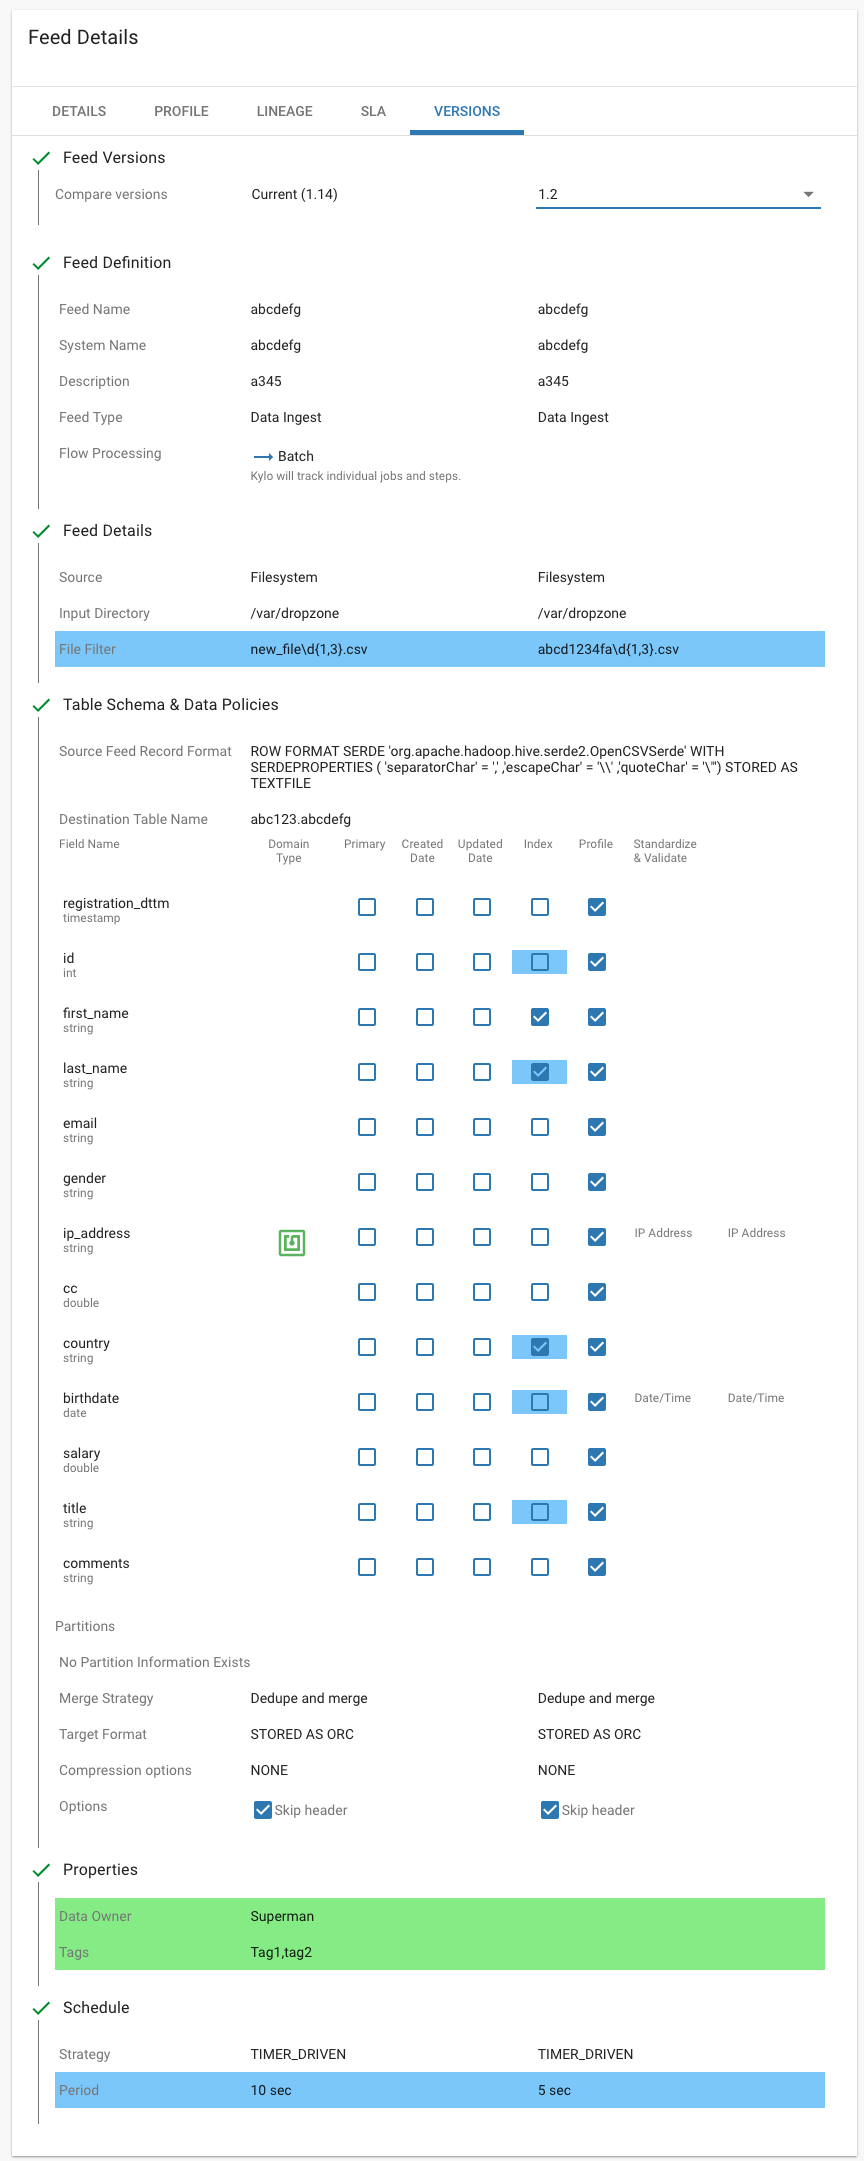 Feed Details
DETAILS PROFILE LINEAGE SLA VERSIONS
Feed Versions
Compare versions Current (1.14) 1.2
Feed Definition
Feed Name abcdefg abcdefg
System Name abcdefg abcdefg
Description a345 a345
Feed Type Data Ingest Data Ingest
Flow Processing Batch
Kylo will track individual jobs and steps.
Feed Details
Source Filesystem Filesystem
Input Directory /var/dropzone /var/dropzone
File Filter new_file\d{1,3}.csv abcd1234fa\d{1,3}.csv
Table Schema & Data Policies
Source Feed Record Format ROW FORMAT SERDE 'org.apache.hadoop.hive.serde2.OpenCSVSerde' WITH
SERDEPROPERTIES ( 'separatorChar' = ',' ,'escapeChar' = '\\' ,'quoteChar' = '\'') STORED AS
TEXTFILE
Destination Table Name abc123.abcdefg
Field Name Domain Primary Created Updated Index Profile Standardize
Type Date Date & Validate
registration_dttm
timestamp
id
int
first_name
string
last_name
string
email
string
gender
string
ip_address IP Address IP Address
string
cc
double
country
string
birthdate Date/Time Date/Time
date
salary
double
title
string
comments
string
Partitions
No Partition Information Exists
Merge Strategy Dedupe and merge Dedupe and merge
Target Format STORED AS ORC STORED AS ORC
Compression options NONE NONE
Options Skip header Skip header
Properties
Data Owner Superman
Tags Tag1,tag2
Schedule
Strategy TIMER_DRIVEN TIMER_DRIVEN
Period 10 sec 5 sec